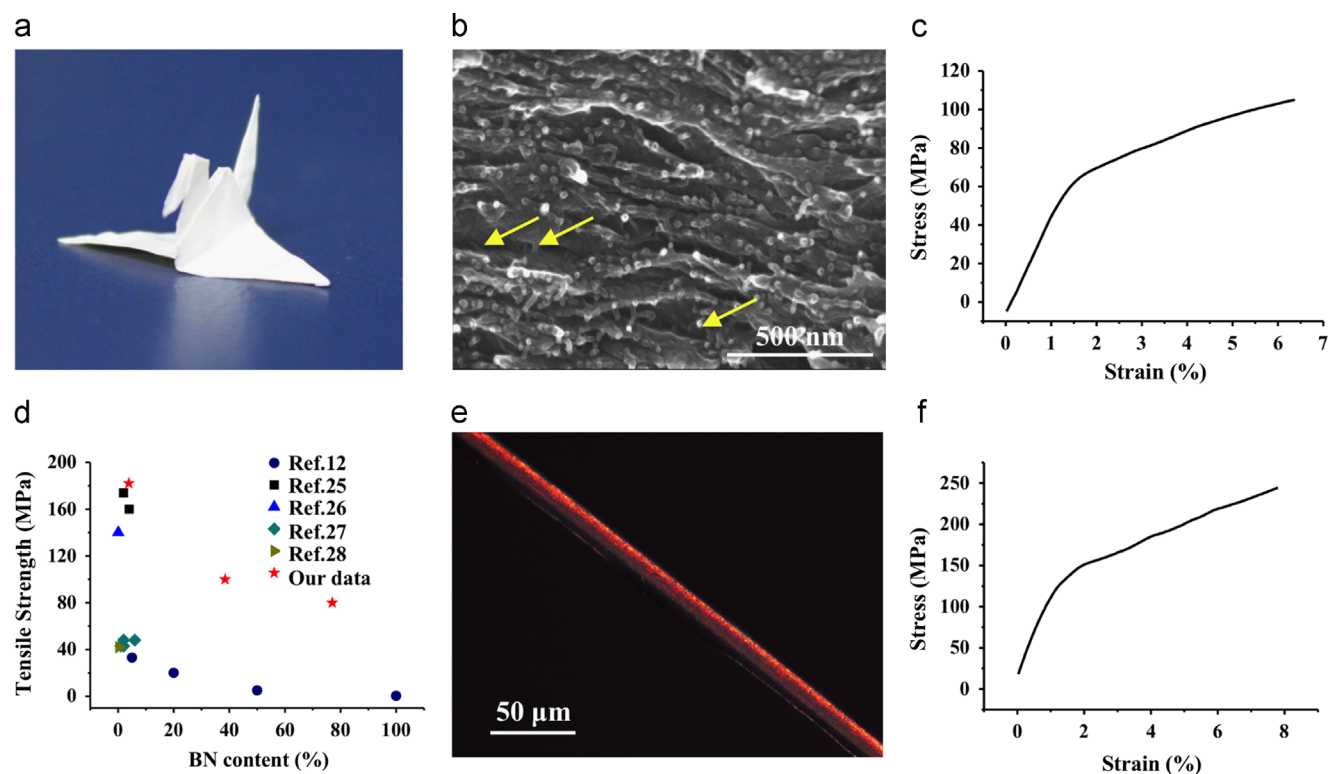 a
b
c
500 nm
120
100
80
60
40
20
0
0 1 2 3 4 5 6 7
Stress (MPa)
Strain (%)
d
e
f
200
160
120
80
40
0
0 20 40 60 80 100
Tensile Strength (MPa)
BN content (%)
Ref.12
Ref.25
Ref.26
Ref.27
Ref.28
Our data
50 µm
250
200
150
100
50
0
0 2 4 6 8
Stress (MPa)
Strain (%)